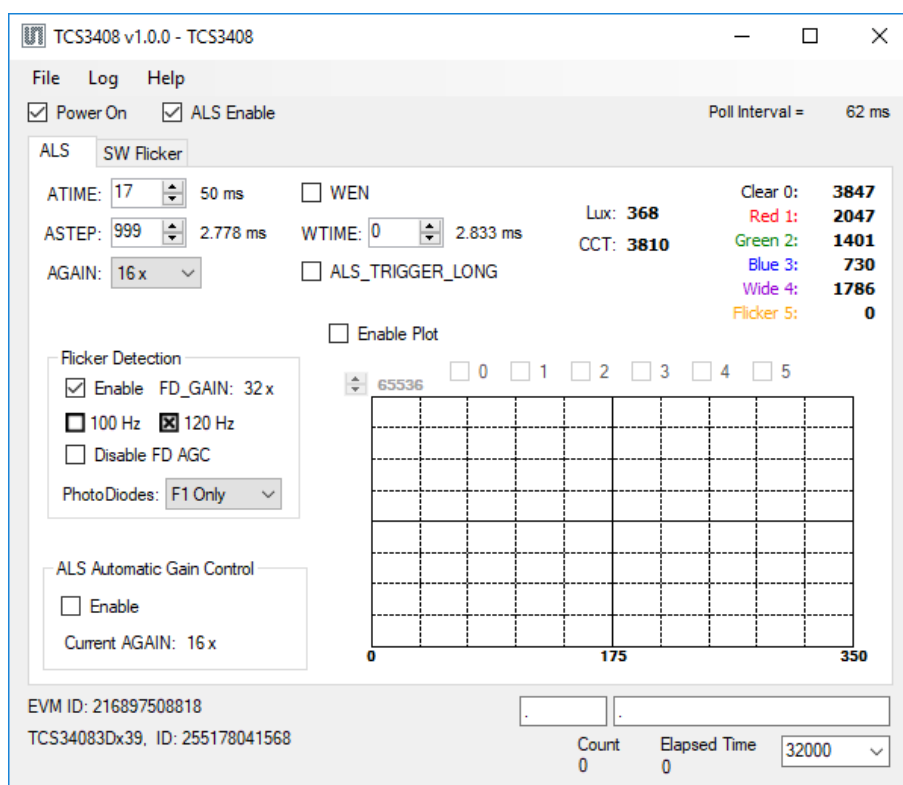 TCS3408 v1.0.0 - TCS3408
File Log Help
Power On ALS Enable Poll Interval = 62 ms
ALS SW Flicker
ATIME: 17 50 ms WEN Clear 0: 3847
Lux: 368 Red 1: 2047
ASTEP: 999 2.778 ms WTIME: 0 2.833 ms CCT: 3810 Green 2: 1401
AGAIN: 16 x ALS_TRIGGER_LONG Blue 3: 730
Wide 4: 1786
Flicker 5: 0
Enable Plot
Flicker Detection
Enable FD_GAIN: 32 x 65536 0 1 2 3 4 5
100 Hz 120 Hz
Disable FD AGC
PhotoDiodes: F1 Only
ALS Automatic Gain Control
Enable
Current AGAIN: 16 x
0 175 350
EVM ID: 216897508818 . .
TCS34083Dx39, ID: 255178041568
Count Elapsed Time 32000
0 0